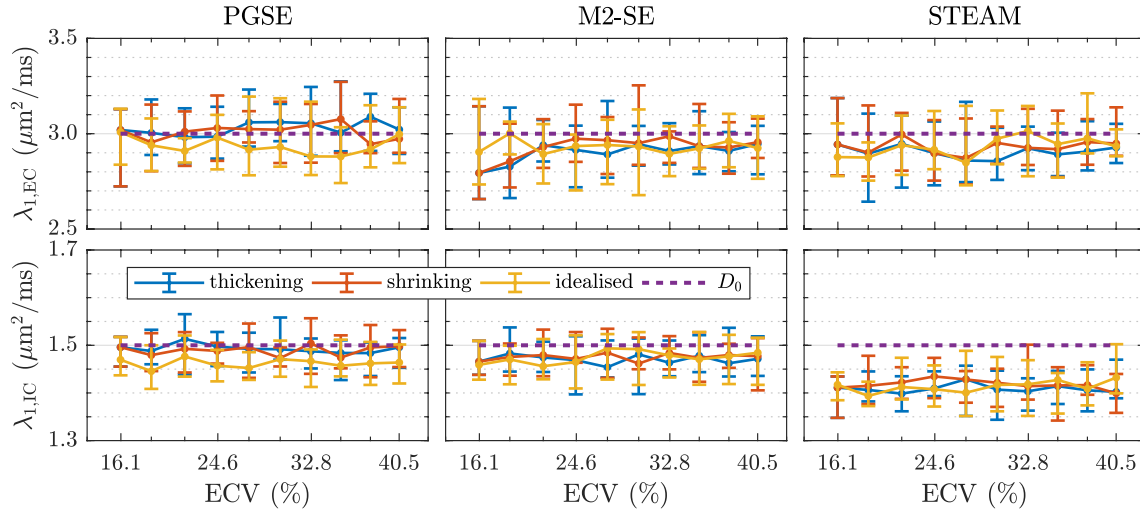 PGSE M2-SE STEAM
λ1,EC (μm²/ms)
3.5
3.0
2.5
λ1,IC (μm²/ms)
1.7
1.5
1.3
thickening shrinking idealised D0
16.1 24.6 32.8 40.5 16.1 24.6 32.8 40.5 16.1 24.6 32.8 40.5
ECV (%) ECV (%) ECV (%)